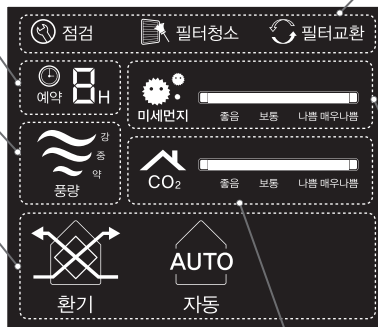 점검 필터청소 필터교환
예약 8H
미세먼지 좋음 보통 나쁨 매우나쁨
강
중
약
풍량
CO₂ 좋음 보통 나쁨 매우나쁨
AUTO
환기 자동